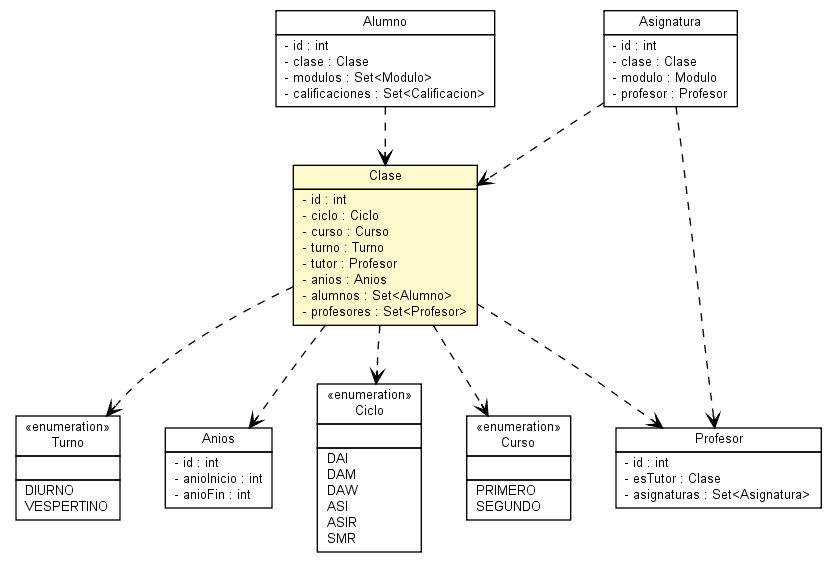 Alumno
- id : int
- clase : Clase
- modulos : Set<Modulo>
- calificaciones : Set<Calificacion>
Asignatura
- id : int
- clase : Clase
- modulo : Modulo
- profesor : Profesor
Clase
- id : int
- ciclo : Ciclo
- curso : Curso
- turno : Turno
- tutor : Profesor
- anios : Anios
- alumnos : Set<Alumno>
- profesores : Set<Profesor>
«enumeration»
Turno
DIURNO
VESPERTINO
Anios
- id : int
- anioInicio : int
- anioFin : int
«enumeration»
Ciclo
DAI
DAM
DAW
ASI
ASIR
SMR
«enumeration»
Curso
PRIMERO
SEGUNDO
Profesor
- id : int
- esTutor : Clase
- asignaturas : Set<Asignatura>